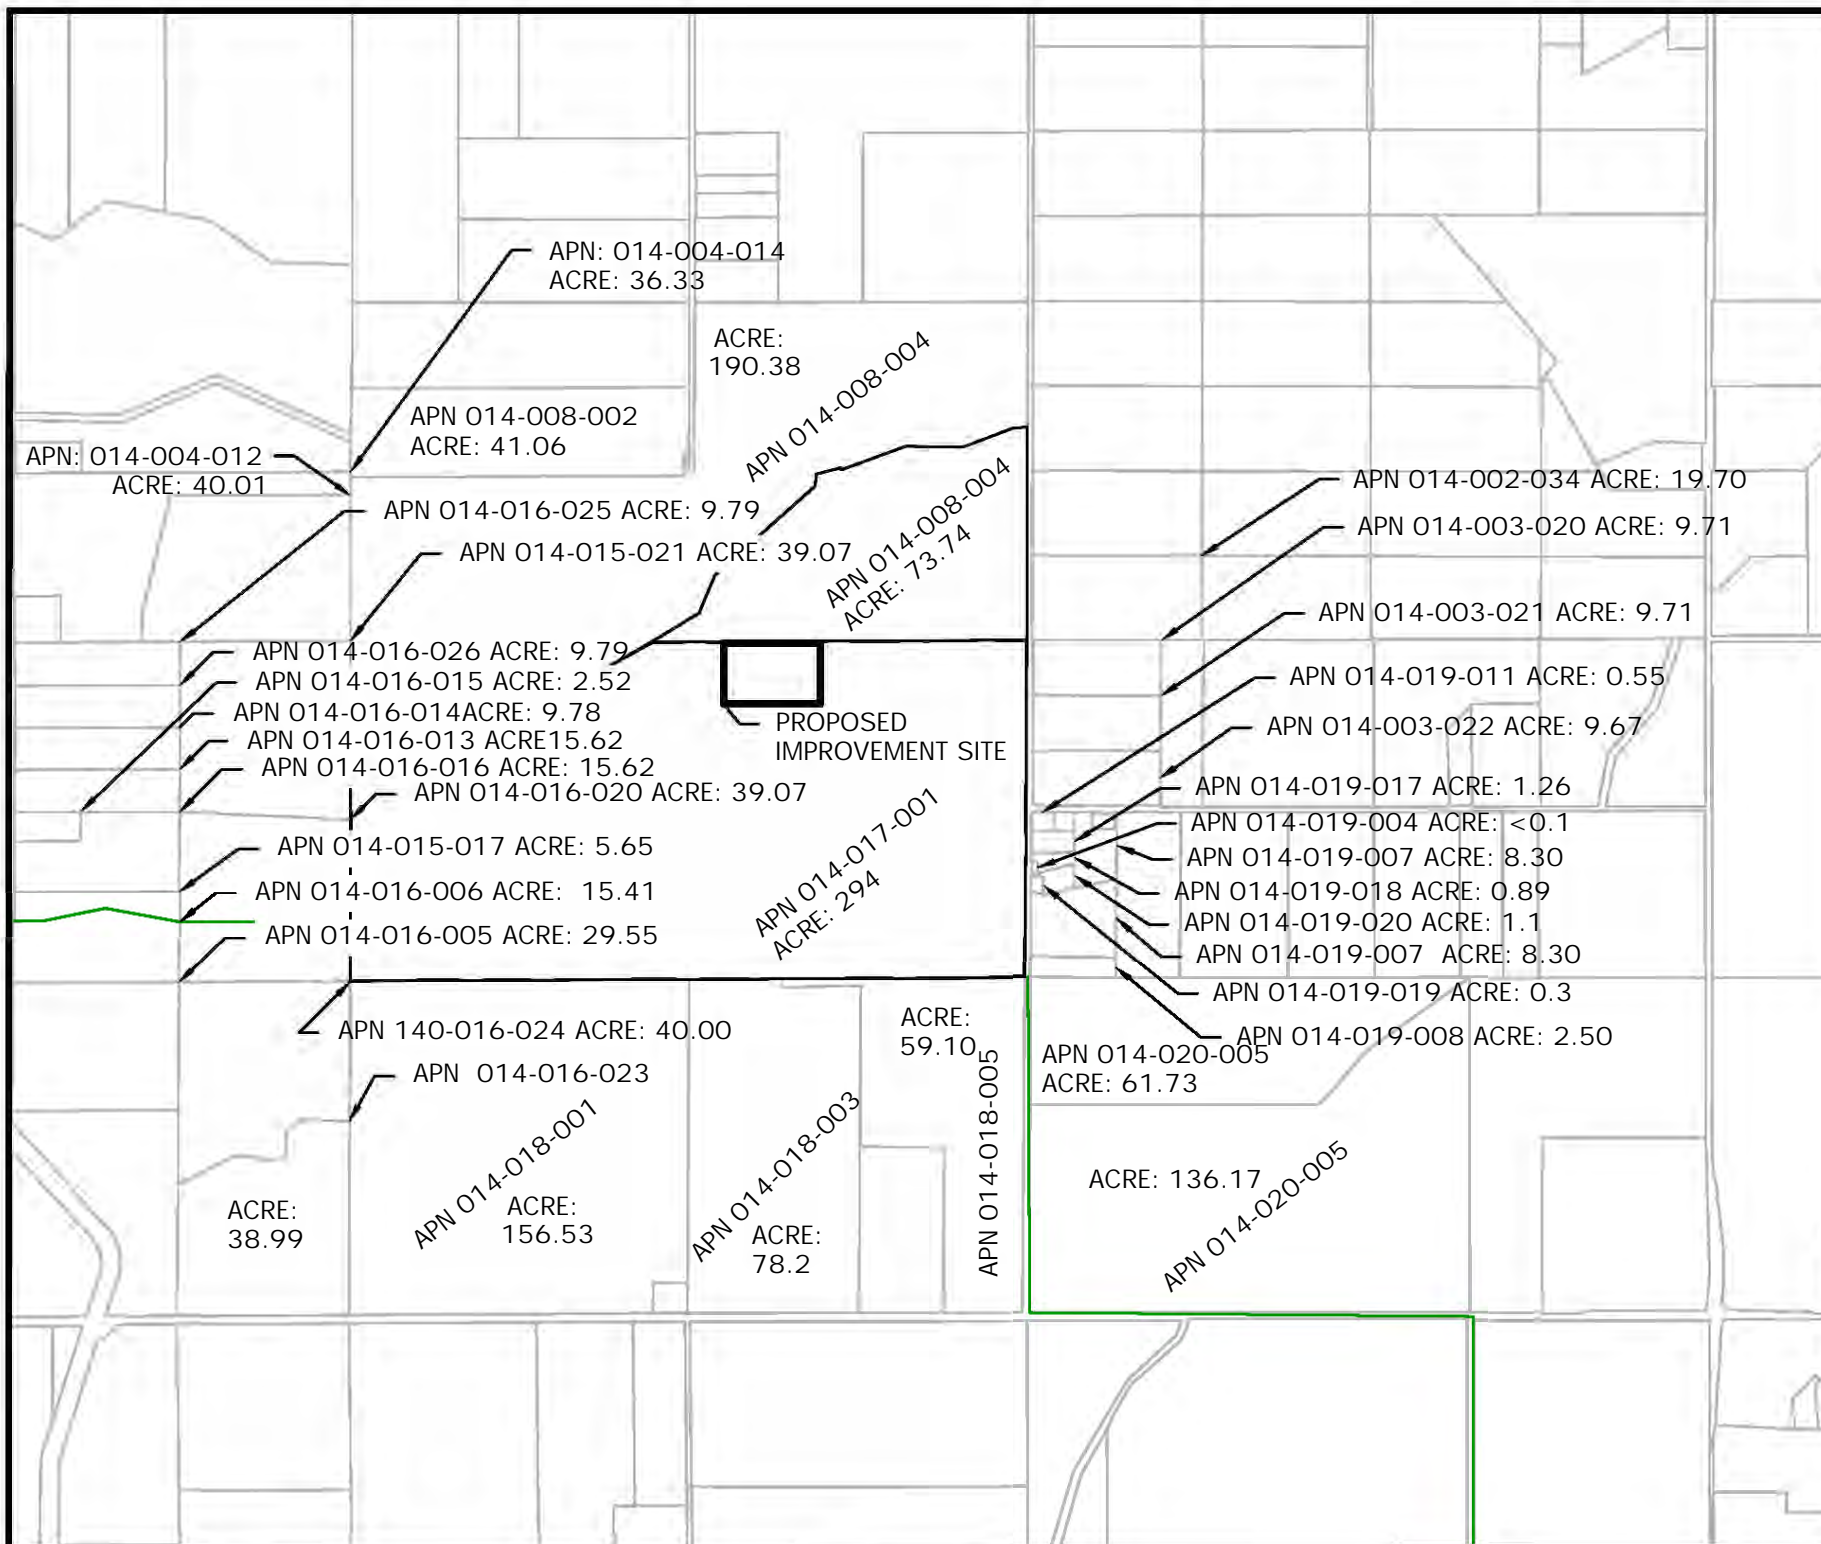 APN: 014-004-014
ACRE: 36.33
ACRE:
190.38
APN 014-008-004
APN 014-008-002
ACRE: 41.06
APN: 014-004-012
ACRE: 40.01
APN 014-016-025 ACRE: 9.79
APN 014-015-021 ACRE: 39.07
APN 014-008-004
ACRE: 73.74
APN 014-002-034 ACRE: 19.70
APN 014-003-020 ACRE: 9.71
APN 014-003-021 ACRE: 9.71
APN 014-016-026 ACRE: 9.79
APN 014-016-015 ACRE: 2.52
APN 014-016-014ACRE: 9.78
APN 014-016-013 ACRE15.62
APN 014-016-016 ACRE: 15.62
APN 014-016-020 ACRE: 39.07
PROPOSED
IMPROVEMENT SITE
APN 014-019-011 ACRE: 0.55
APN 014-003-022 ACRE: 9.67
APN 014-019-017 ACRE: 1.26
APN 014-019-004 ACRE: <0.1
APN 014-019-007 ACRE: 8.30
APN 014-019-018 ACRE: 0.89
APN 014-019-020 ACRE: 1.1
APN 014-019-007 ACRE: 8.30
APN 014-019-019 ACRE: 0.3
APN 014-019-008 ACRE: 2.50
APN 014-015-017 ACRE: 5.65
APN 014-016-006 ACRE: 15.41
APN 014-016-005 ACRE: 29.55
APN 014-017-001
ACRE: 294
APN 140-016-024 ACRE: 40.00
APN 014-016-023
ACRE:
59.10
APN 014-018-005
APN 014-020-005
ACRE: 61.73
ACRE:
38.99
APN 014-018-001
ACRE:
156.53
APN 014-018-003
ACRE:
78.2
ACRE: 136.17
APN 014-020-005